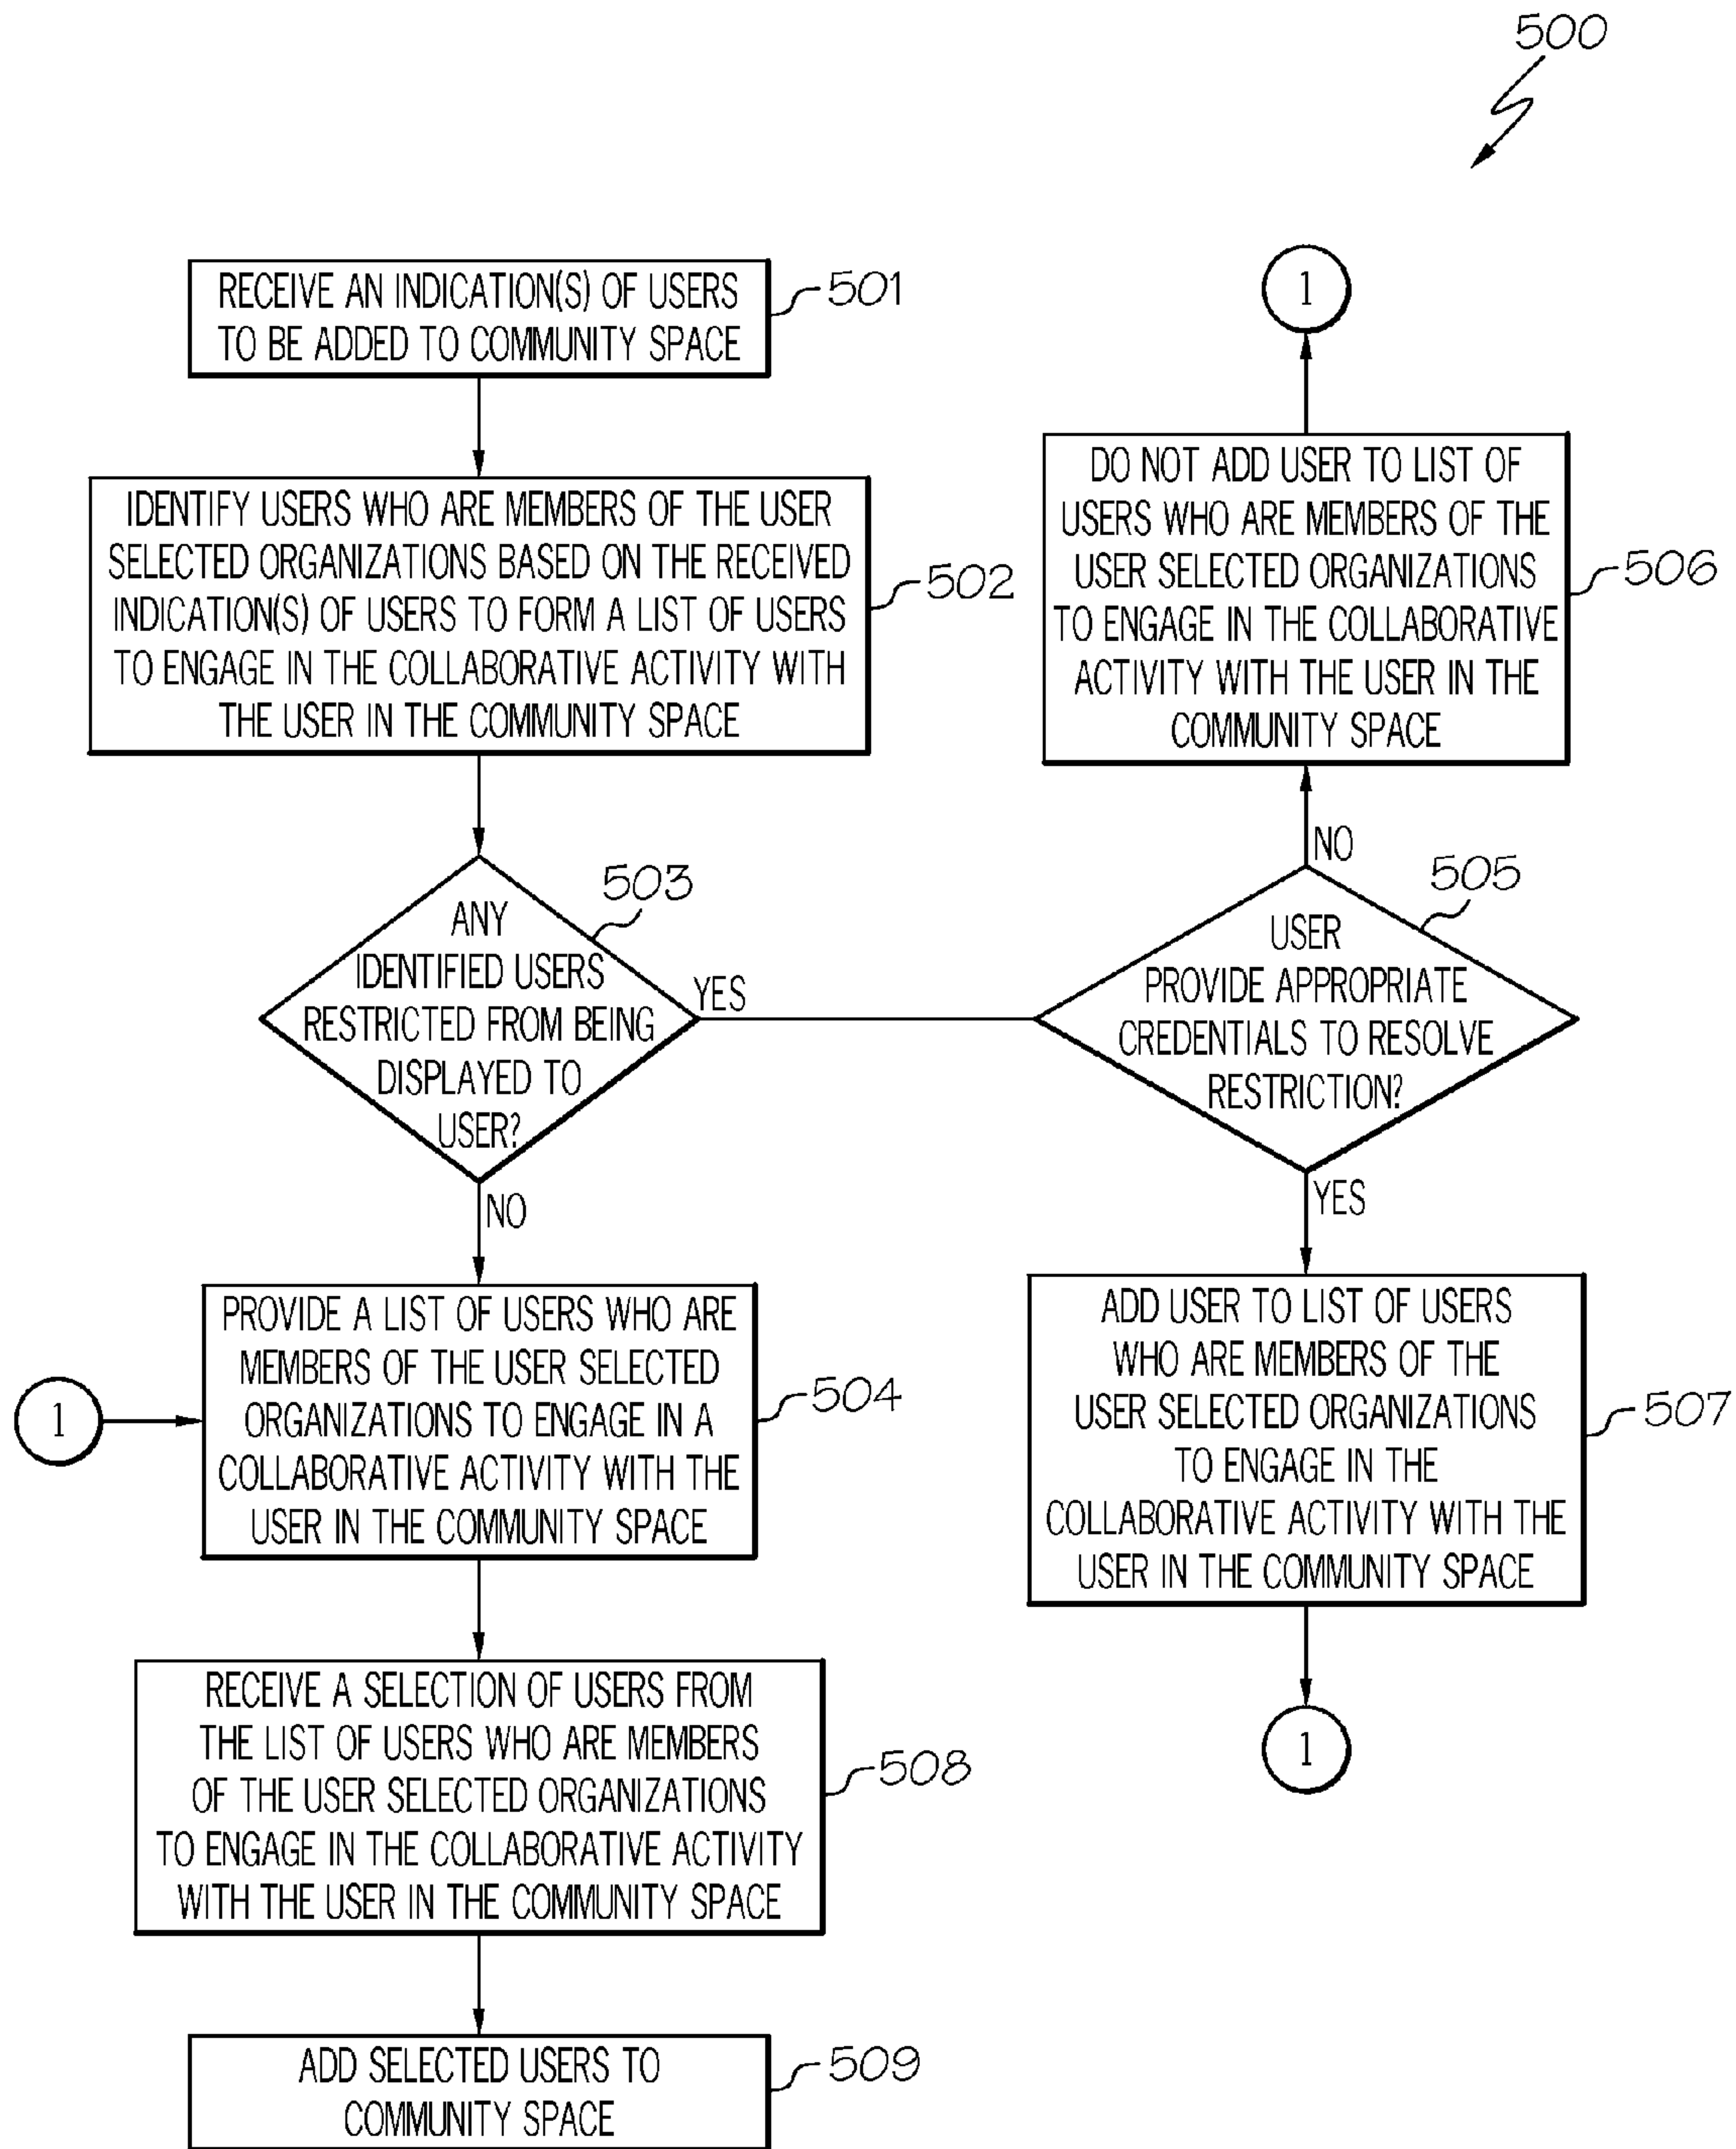 500
RECEIVE AN INDICATION(S) OF USERS
TO BE ADDED TO COMMUNITY SPACE
501
IDENTIFY USERS WHO ARE MEMBERS OF THE USER
SELECTED ORGANIZATIONS BASED ON THE RECEIVED
INDICATION(S) OF USERS TO FORM A LIST OF USERS
TO ENGAGE IN THE COLLABORATIVE ACTIVITY WITH
THE USER IN THE COMMUNITY SPACE
502
ANY
IDENTIFIED USERS
RESTRICTED FROM BEING
DISPLAYED TO
USER?
503
YES
NO
1
PROVIDE A LIST OF USERS WHO ARE
MEMBERS OF THE USER SELECTED
ORGANIZATIONS TO ENGAGE IN A
COLLABORATIVE ACTIVITY WITH THE
USER IN THE COMMUNITY SPACE
504
RECEIVE A SELECTION OF USERS FROM
THE LIST OF USERS WHO ARE MEMBERS
OF THE USER SELECTED ORGANIZATIONS
TO ENGAGE IN THE COLLABORATIVE ACTIVITY
WITH THE USER IN THE COMMUNITY SPACE
508
ADD SELECTED USERS TO
COMMUNITY SPACE
509
1
DO NOT ADD USER TO LIST OF
USERS WHO ARE MEMBERS OF THE
USER SELECTED ORGANIZATIONS
TO ENGAGE IN THE COLLABORATIVE
ACTIVITY WITH THE USER IN THE
COMMUNITY SPACE
506
NO
505
USER
PROVIDE APPROPRIATE
CREDENTIALS TO RESOLVE
RESTRICTION?
YES
ADD USER TO LIST OF USERS
WHO ARE MEMBERS OF THE
USER SELECTED ORGANIZATIONS
TO ENGAGE IN THE
COLLABORATIVE ACTIVITY WITH THE
USER IN THE COMMUNITY SPACE
507
1